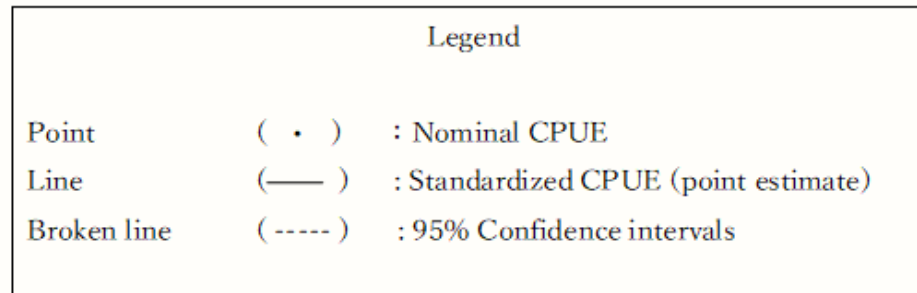 Legend
Point ( · ) : Nominal CPUE
Line (—— ) : Standardized CPUE (point estimate)
Broken line ( ----- ) : 95% Confidence intervals